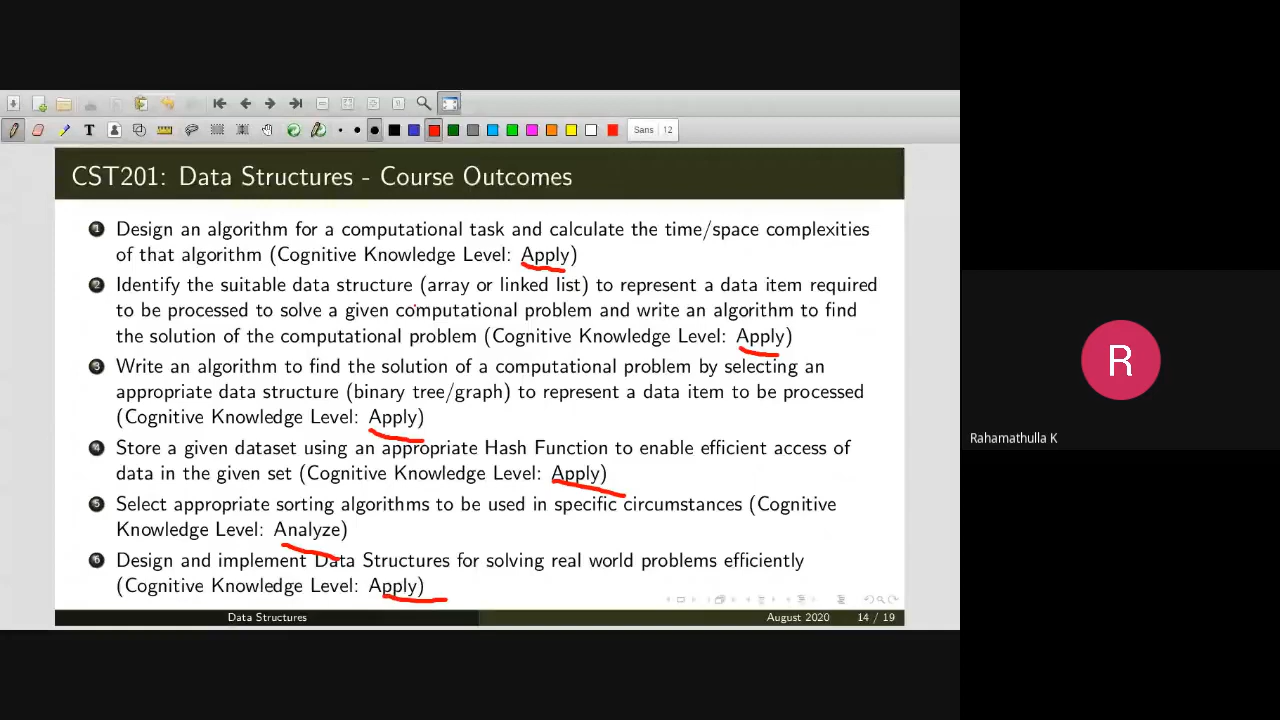 T
Sans 12
CST201: Data Structures - Course Outcomes
1 Design an algorithm for a computational task and calculate the time/space complexities
of that algorithm (Cognitive Knowledge Level: Apply)
2 Identify the suitable data structure (array or linked list) to represent a data item required
to be processed to solve a given computational problem and write an algorithm to find
the solution of the computational problem (Cognitive Knowledge Level: Apply)
3 Write an algorithm to find the solution of a computational problem by selecting an
appropriate data structure (binary tree/graph) to represent a data item to be processed
(Cognitive Knowledge Level: Apply)
4 Store a given dataset using an appropriate Hash Function to enable efficient access of
data in the given set (Cognitive Knowledge Level: Apply)
5 Select appropriate sorting algorithms to be used in specific circumstances (Cognitive
Knowledge Level: Analyze)
6 Design and implement Data Structures for solving real world problems efficiently
(Cognitive Knowledge Level: Apply)
Data Structures August 2020 14 / 19
R
Rahamathulla K